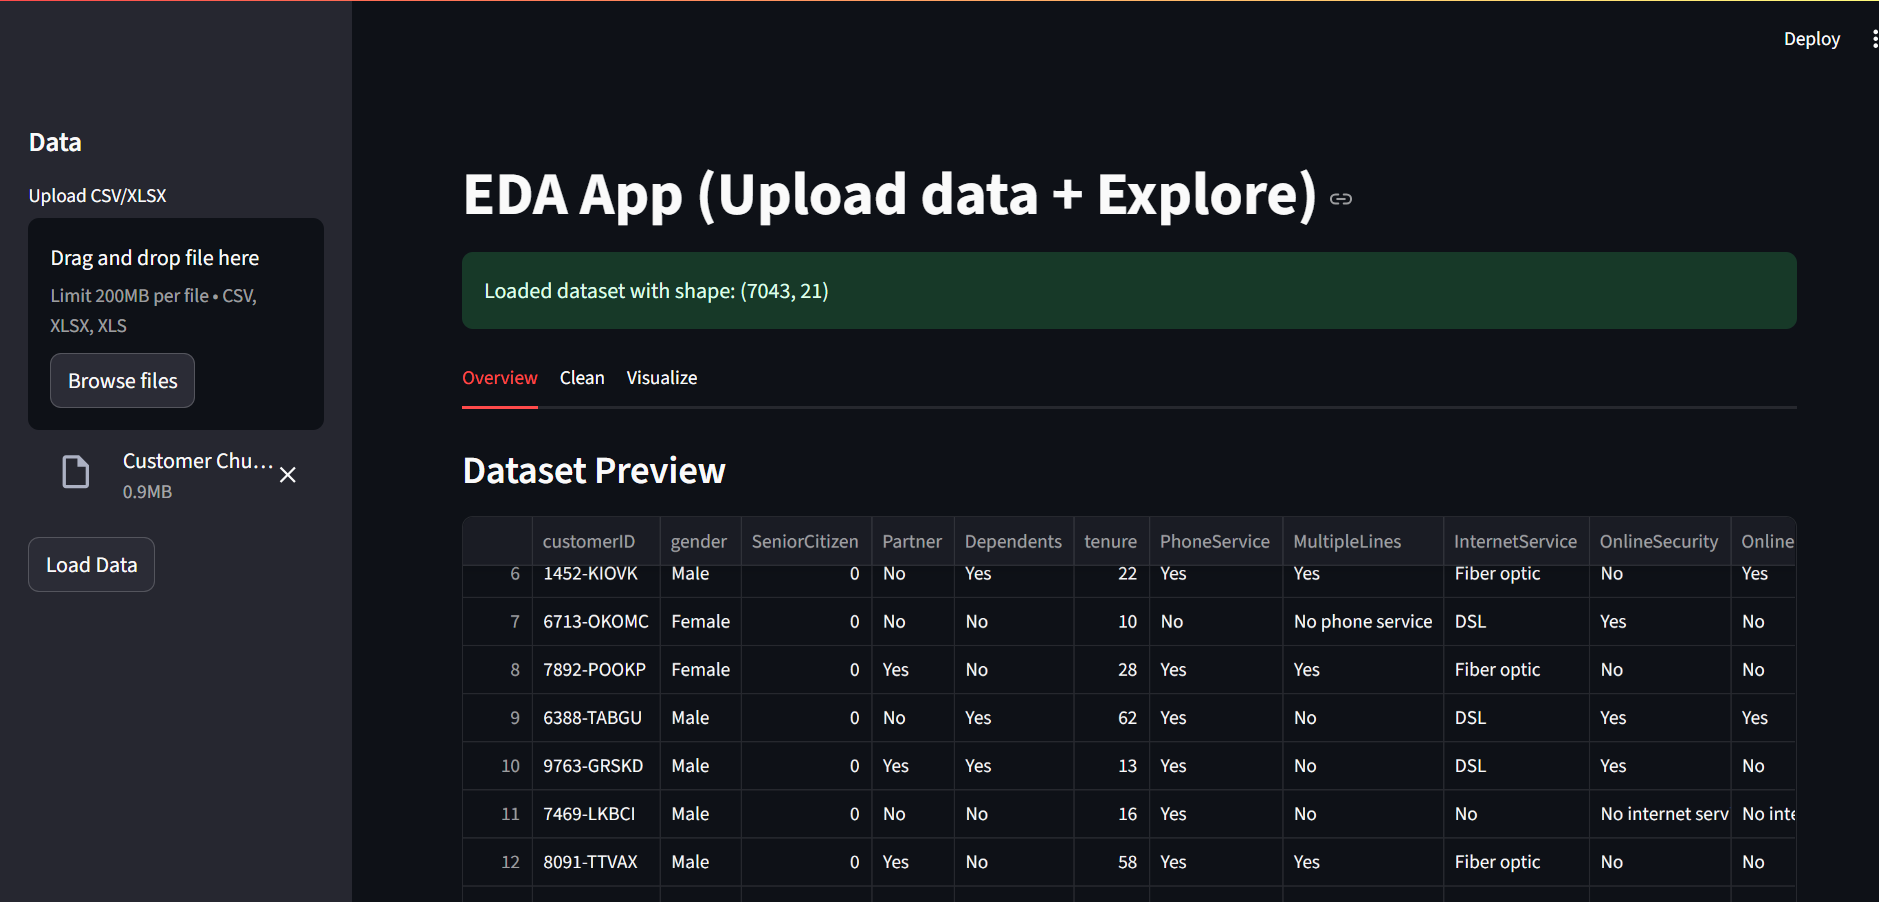 Deploy
Data
Upload CSV/XLSX
Drag and drop file here
Limit 200MB per file • CSV,
XLSX, XLS
Browse files
Customer Chu...
0.9MB
Load Data
EDA App (Upload data + Explore)
Loaded dataset with shape: (7043, 21)
Overview Clean Visualize
Dataset Preview
customerID gender SeniorCitizen Partner Dependents tenure PhoneService MultipleLines InternetService OnlineSecurity Online
6 1452-KIOVK Male 0 No Yes 22 Yes Yes Fiber optic No Yes
7 6713-OKOMC Female 0 No No 10 No No phone service DSL Yes No
8 7892-POOKP Female 0 Yes No 28 Yes Yes Fiber optic No No
9 6388-TABGU Male 0 No Yes 62 Yes No DSL Yes Yes
10 9763-GRSKD Male 0 Yes Yes 13 Yes No DSL Yes No
11 7469-LKBCI Male 0 No No 16 Yes No No No internet serv No inte
12 8091-TTVAX Male 0 Yes No 58 Yes Yes Fiber optic No No